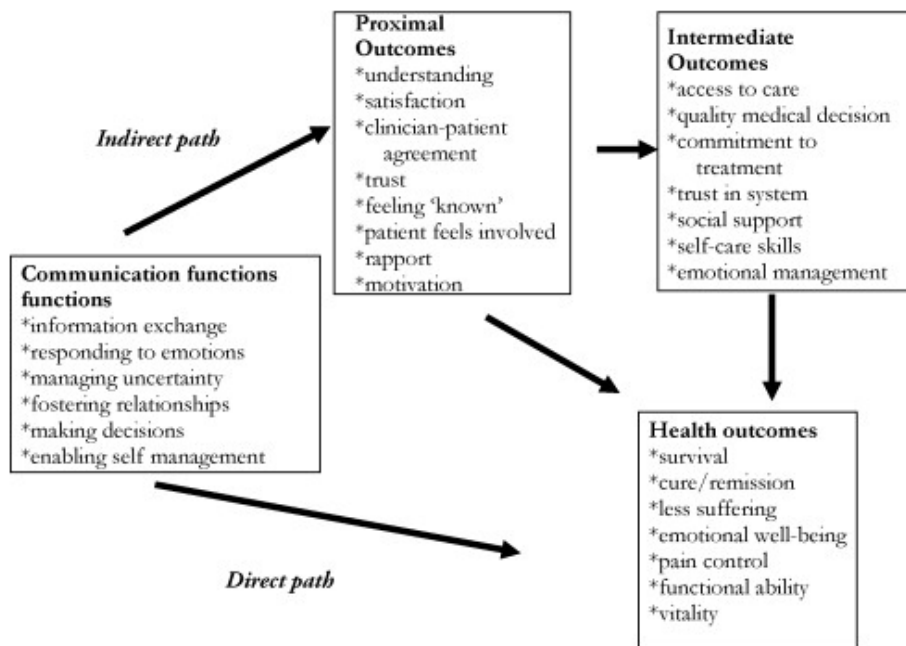 Proximal
Outcomes
*understanding
*satisfaction
*clinician-patient
agreement
*trust
*feeling ‘known’
*patient feels involved
*rapport
*motivation
Intermediate
Outcomes
*access to care
*quality medical decision
*commitment to
treatment
*trust in system
*social support
*self-care skills
*emotional management
Indirect path
Communication functions
functions
*information exchange
*responding to emotions
*managing uncertainty
*fostering relationships
*making decisions
*enabling self management
Health outcomes
*survival
*cure/remission
*less suffering
*emotional well-being
*pain control
*functional ability
*vitality
Direct path